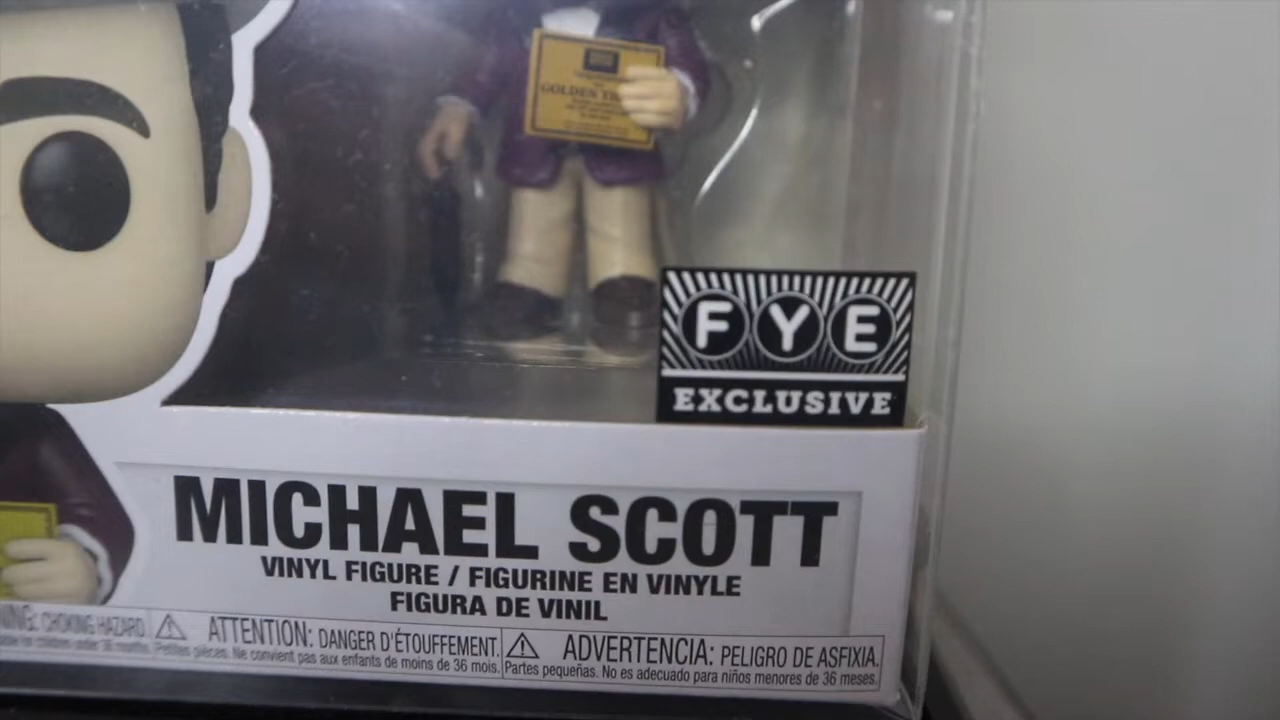 GOLDEN
FYE
EXCLUSIVE
MICHAEL SCOTT
VINYL FIGURE / FIGURINE EN VINYLE
FIGURA DE VINIL
CHOKING HAZARD.
ATTENTION: DANGER D'ÉTOUFFEMENT.
Petites pièces. Ne convient pas aux enfants de moins de 36 mois.
ADVERTENCIA: PELIGRO DE ASFIXIA.
Partes pequeñas. No es adecuado para niños menores de 36 meses.